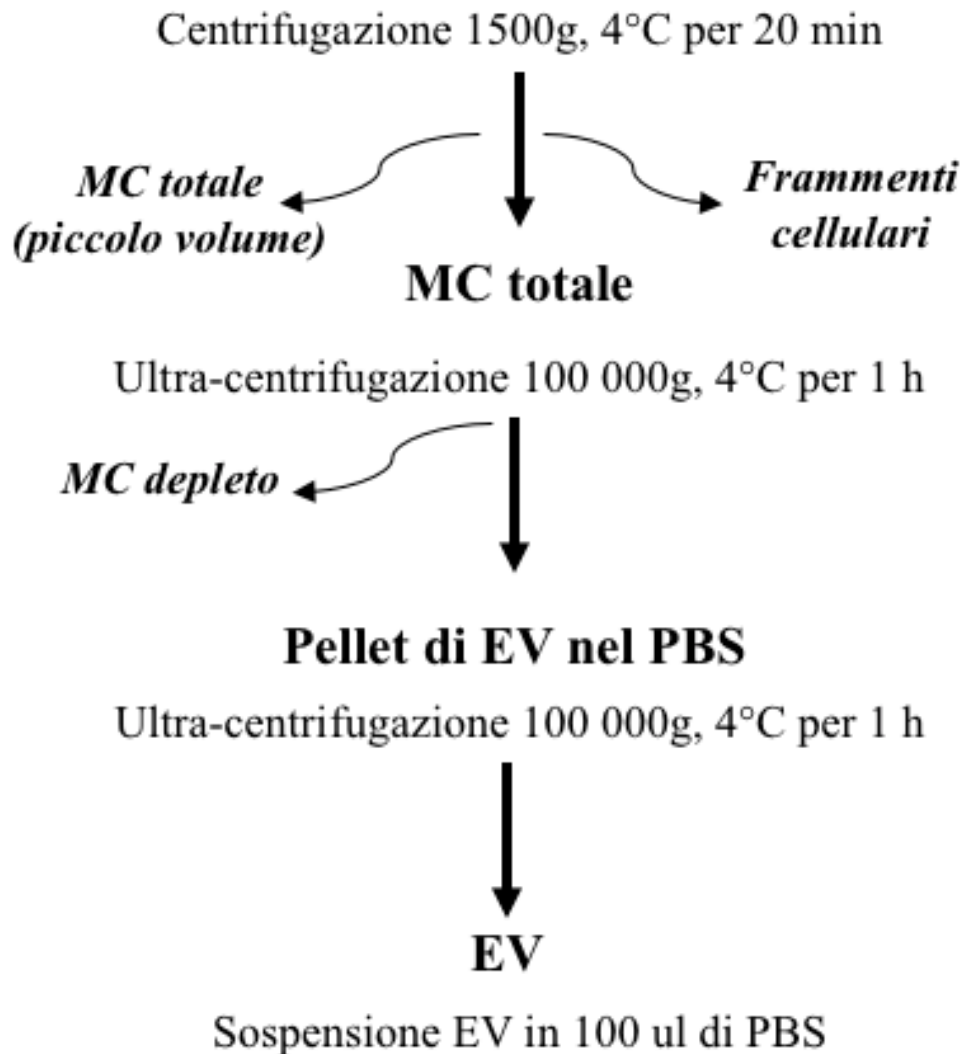 Centrifugazione 1500g, 4°C per 20 min
MC totale
(piccolo volume)
Frammenti
cellulari
MC totale
Ultra-centrifugazione 100 000g, 4°C per 1 h
MC depleto
Pellet di EV nel PBS
Ultra-centrifugazione 100 000g, 4°C per 1 h
EV
Sospensione EV in 100 ul di PBS